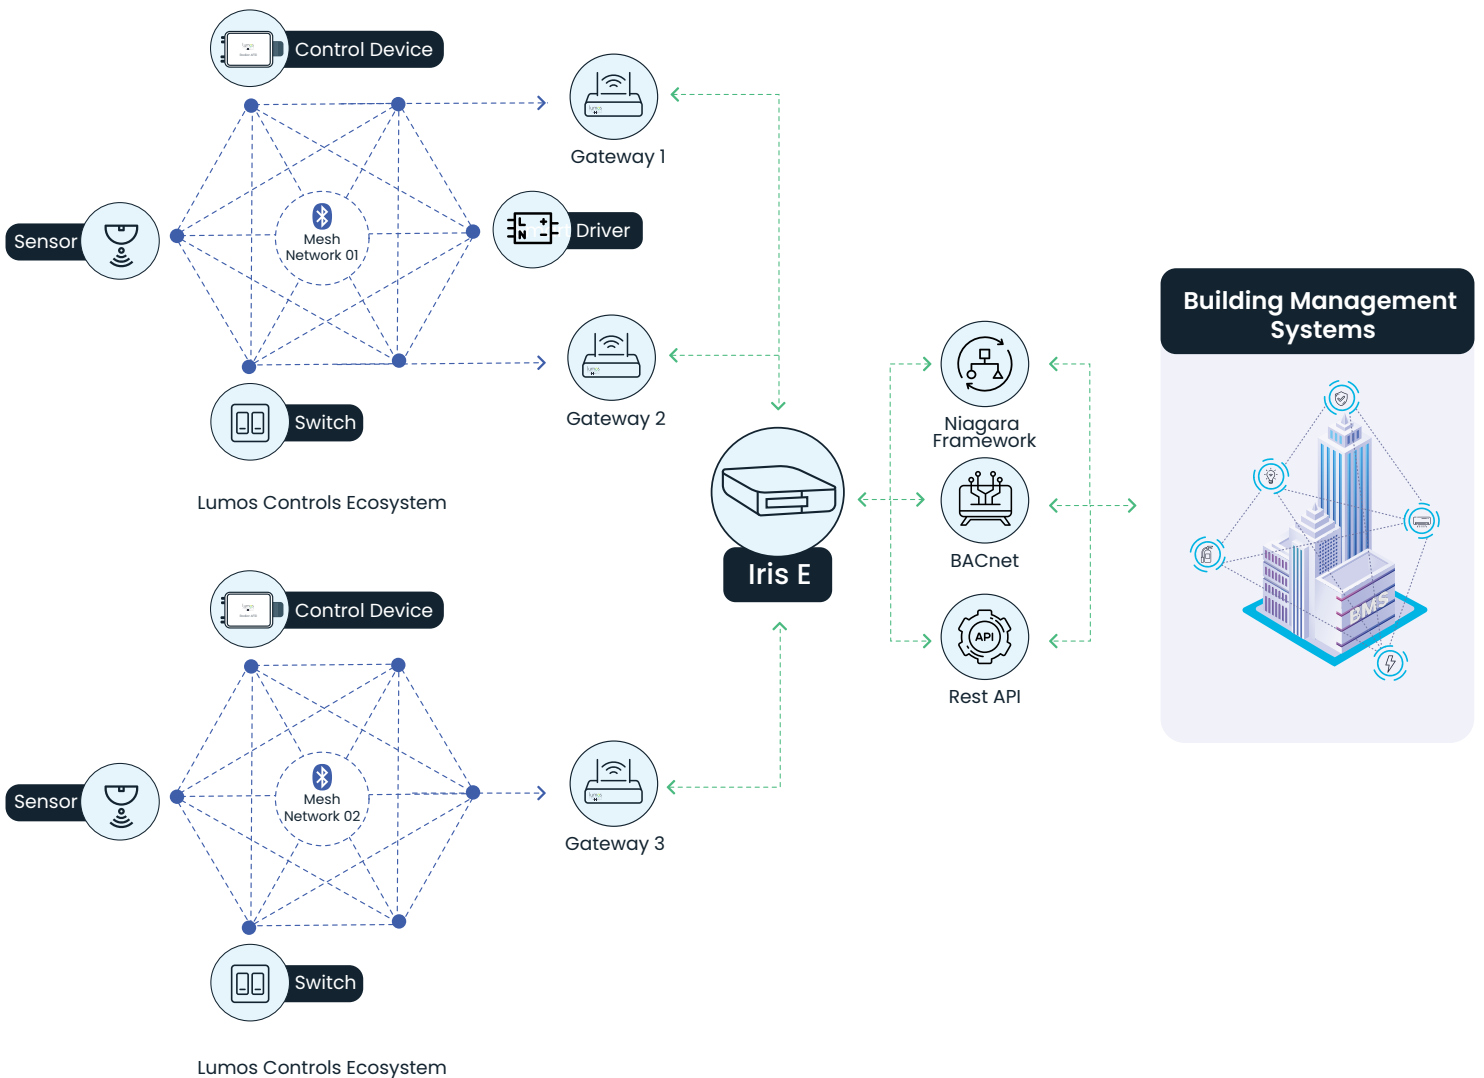 Control Device
Gateway 1
Sensor
Mesh
Network 01
L
N
+
-
Driver
Gateway 2
Switch
Lumos Controls Ecosystem
Iris E
Niagara
Framework
BACnet
API
Rest API
Building Management
Systems
BMS
Control Device
Sensor
Mesh
Network 02
Gateway 3
Switch
Lumos Controls Ecosystem